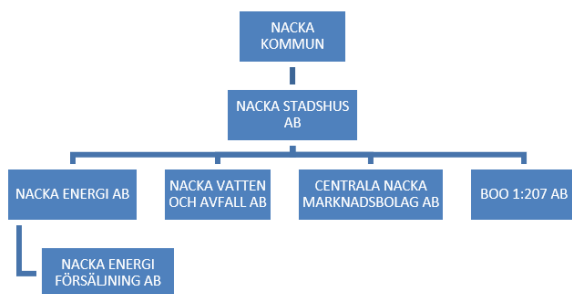 NACKA
KOMMUN
NACKA STADSHUS
AB
NACKA ENERGI AB
NACKA VATTEN
OCH AVFALL AB
CENTRALA NACKA
MARKNADSBOLAG AB
BOO 1:207 AB
NACKA ENERGI
FÖRSÄLJNING AB